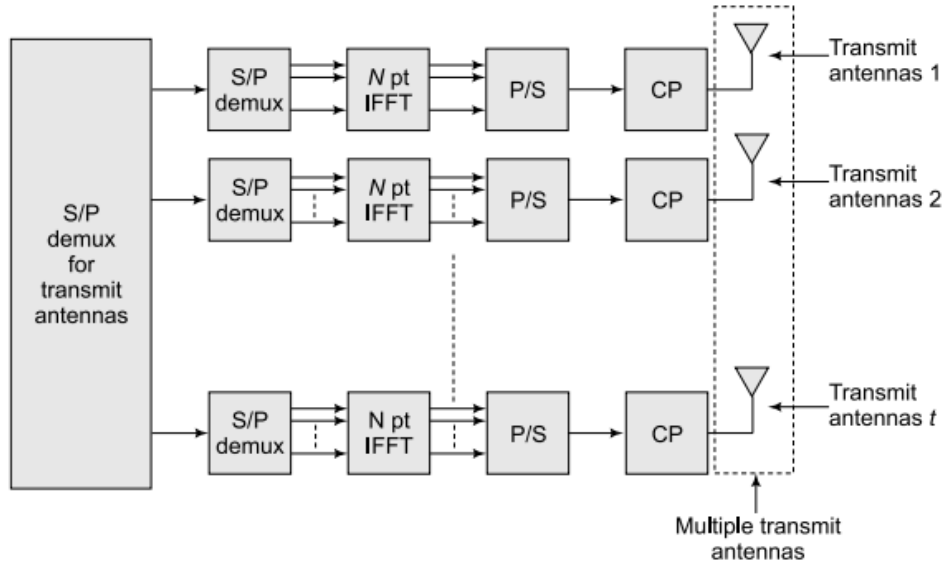 S/P
demux
for
transmit
antennas
S/P
demux
N pt
IFFT
P/S
CP
Transmit
antennas 1
S/P
demux
N pt
IFFT
P/S
CP
Transmit
antennas 2
S/P
demux
N pt
IFFT
P/S
CP
Transmit
antennas t
Multiple transmit
antennas